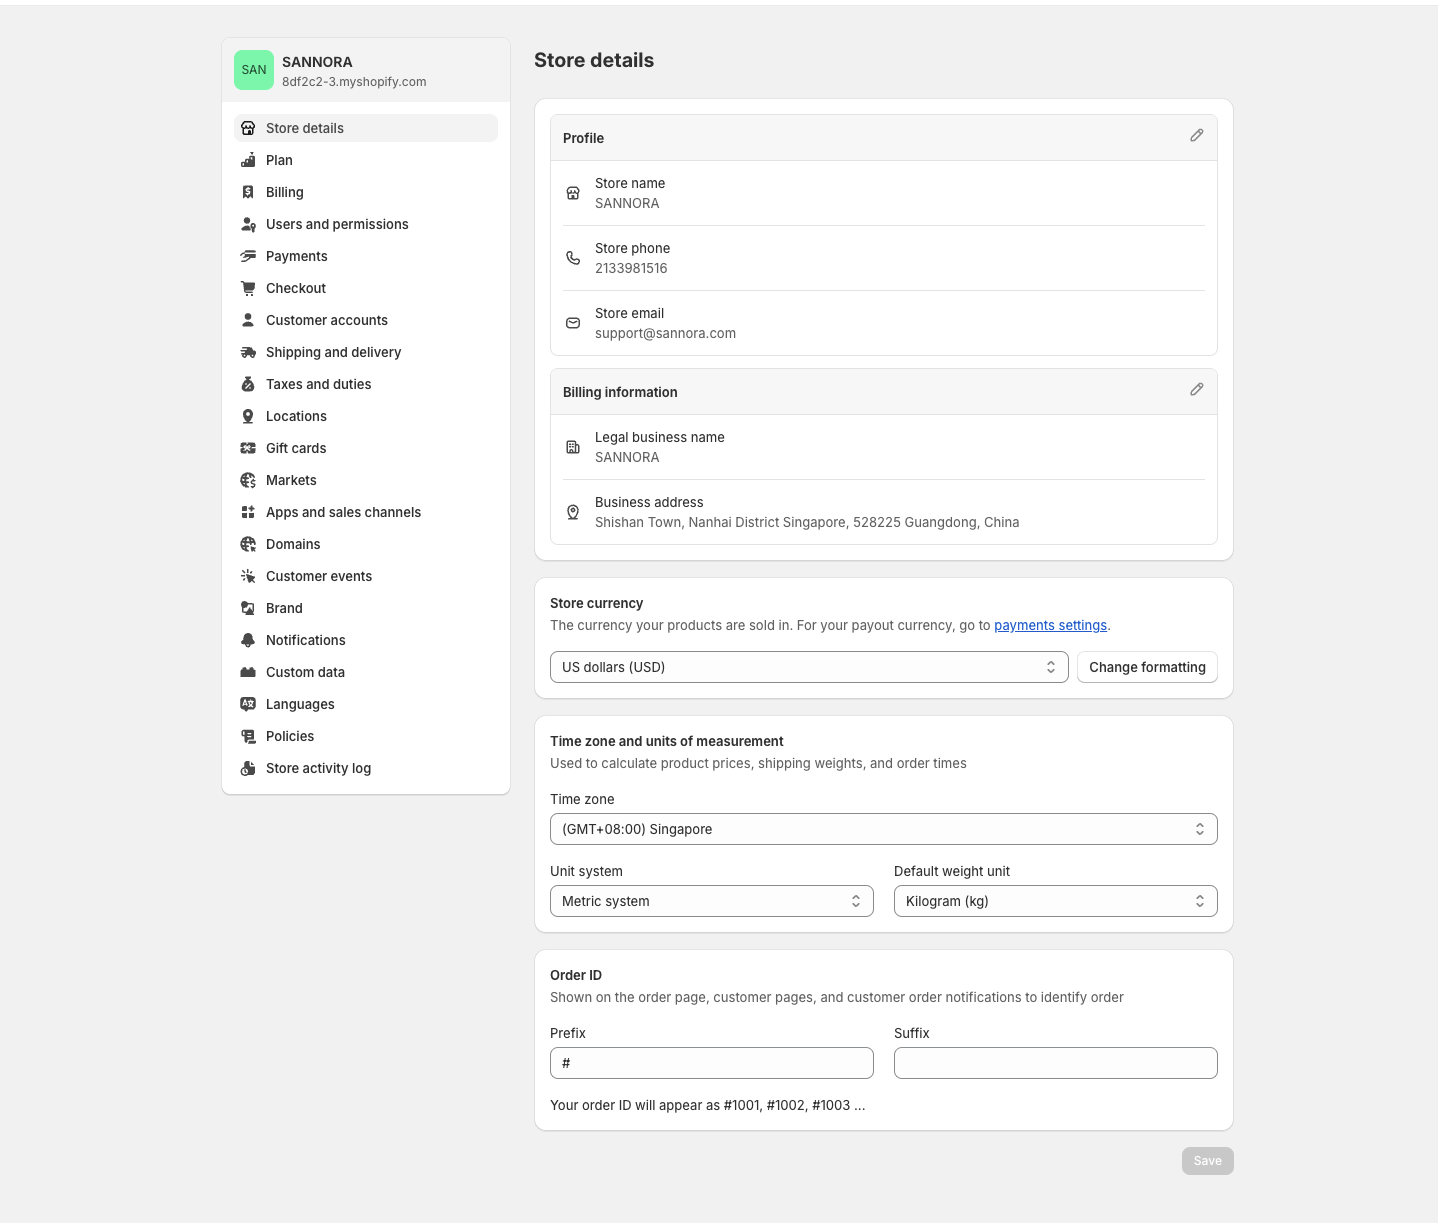 SAN
SANNORA
8df2c2-3.myshopify.com
Store details
Plan
Billing
Users and permissions
Payments
Checkout
Customer accounts
Shipping and delivery
Taxes and duties
Locations
Gift cards
Markets
Apps and sales channels
Domains
Customer events
Brand
Notifications
Custom data
Languages
Policies
Store activity log
Store details
Profile
Store name
SANNORA
Store phone
2133981516
Store email
support@sannora.com
Billing information
Legal business name
SANNORA
Business address
Shishan Town, Nanhai District Singapore, 528225 Guangdong, China
Store currency
The currency your products are sold in. For your payout currency, go to payments settings.
US dollars (USD)
Change formatting
Time zone and units of measurement
Used to calculate product prices, shipping weights, and order times
Time zone
(GMT+08:00) Singapore
Unit system
Default weight unit
Metric system
Kilogram (kg)
Order ID
Shown on the order page, customer pages, and customer order notifications to identify order
Prefix
Suffix
#
Your order ID will appear as #1001, #1002, #1003 ...
Save